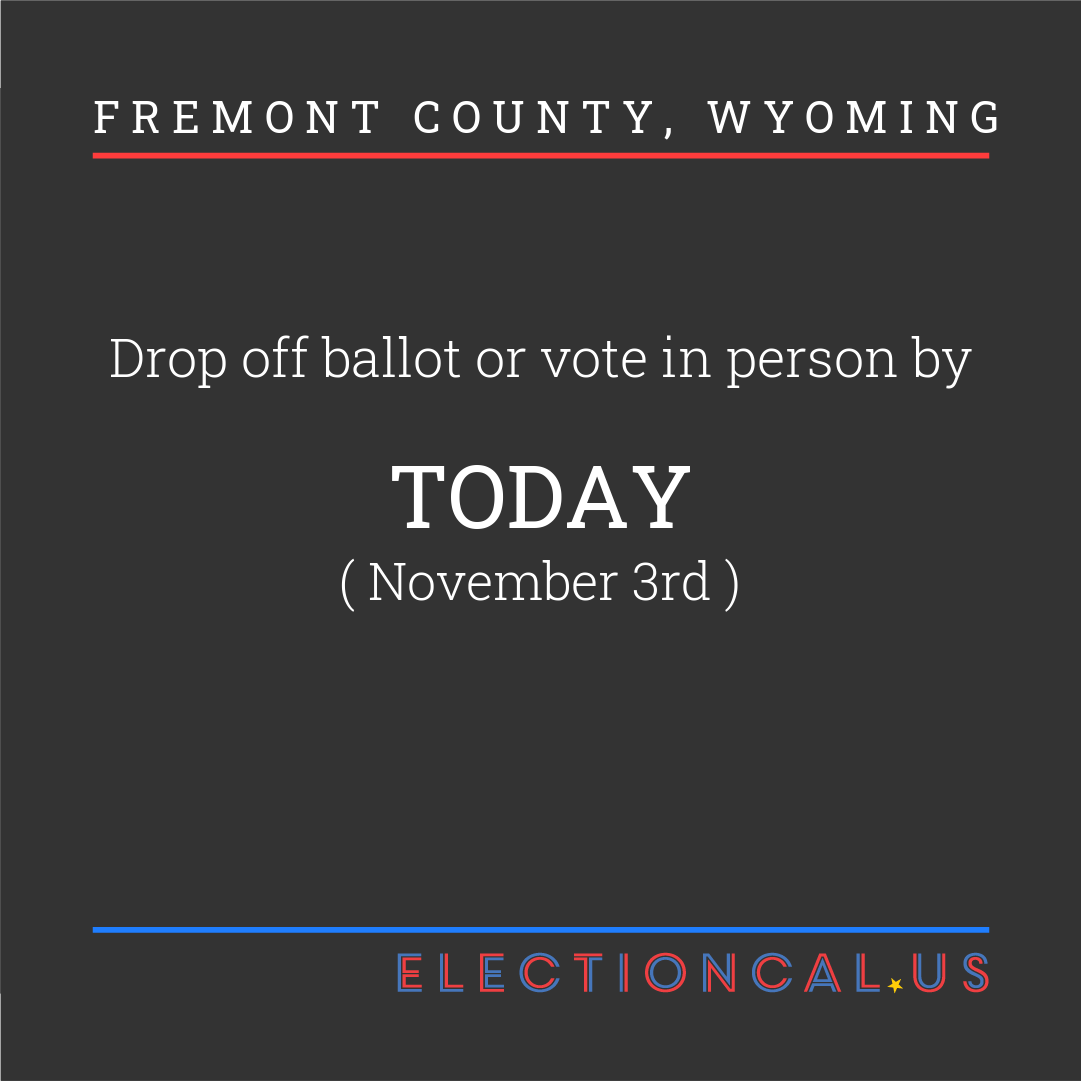 FREMONT COUNTY, WYOMING
Drop off ballot or vote in person by
TODAY
( November 3rd )
ELECTIONCAL.US